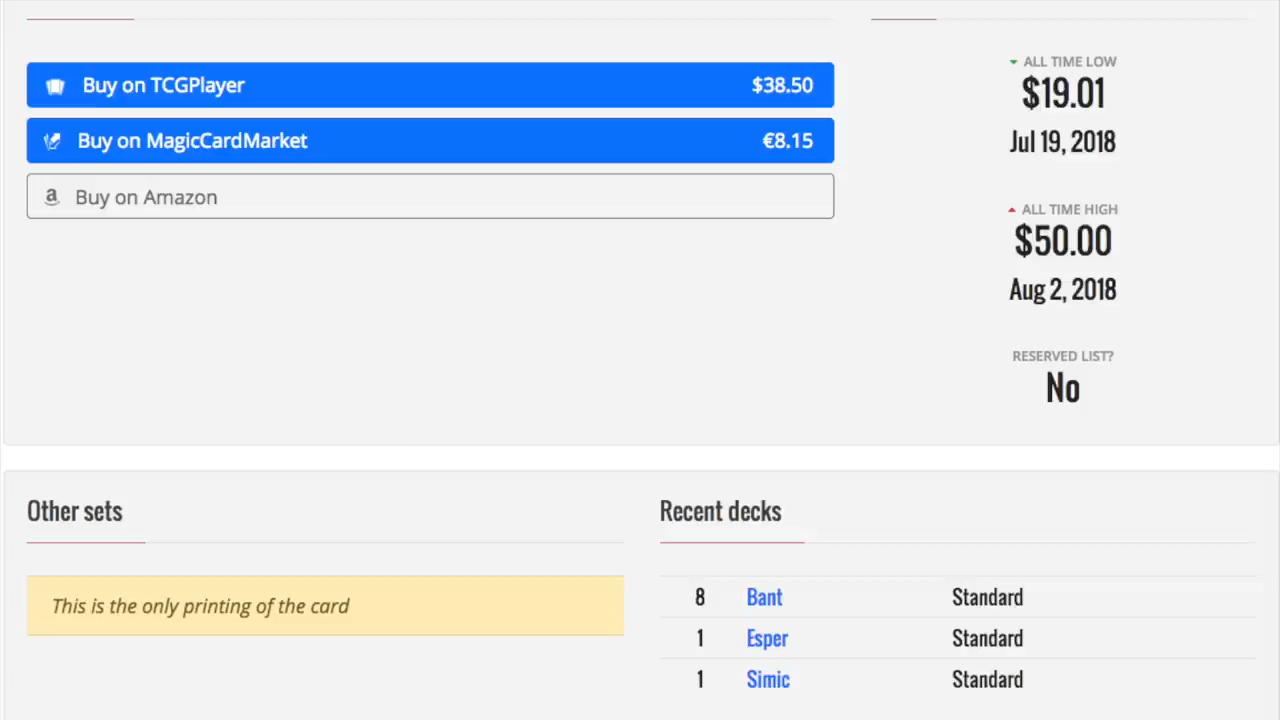 Buy on TCGPlayer $38.50
Buy on MagicCardMarket €8.15
Buy on Amazon
ALL TIME LOW
$19.01
Jul 19, 2018
ALL TIME HIGH
$50.00
Aug 2, 2018
RESERVED LIST?
No
Other sets
This is the only printing of the card
Recent decks
8 Bant Standard
1 Esper Standard
1 Simic Standard